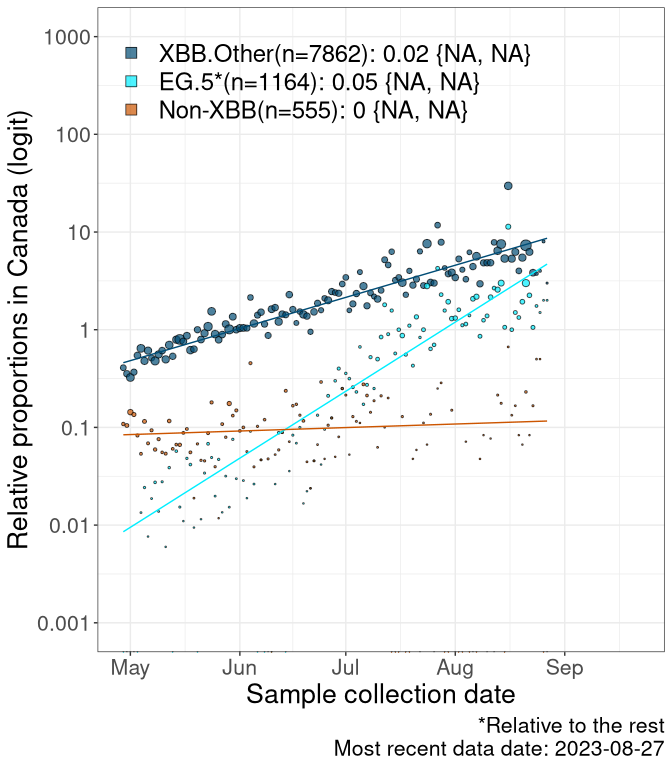 Relative proportions in Canada (logit)
1000
100
10
1
0.1
0.01
0.001
XBB.Other(n=7862): 0.02 {NA, NA}
EG.5*(n=1164): 0.05 {NA, NA}
Non-XBB(n=555): 0 {NA, NA}
May Jun Jul Aug Sep
Sample collection date
*Relative to the rest
Most recent data date: 2023-08-27